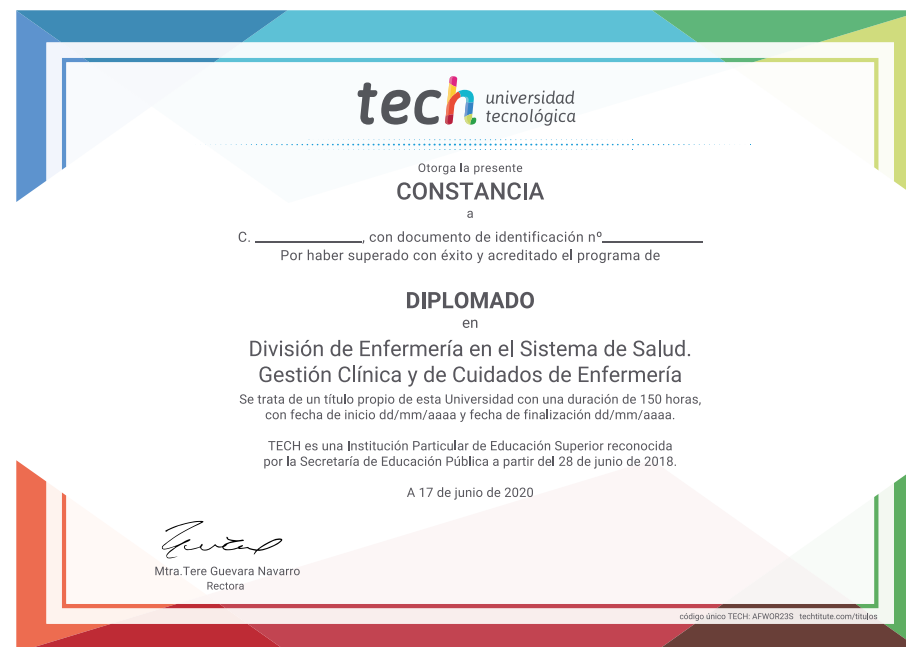 tech universidad
tecnológica
Otorga la presente
CONSTANCIA
a
C. ____________, con documento de identificación nº____________
Por haber superado con éxito y acreditado el programa de
DIPLOMADO
en
División de Enfermería en el Sistema de Salud.
Gestión Clínica y de Cuidados de Enfermería
Se trata de un título propio de esta Universidad con una duración de 150 horas,
con fecha de inicio dd/mm/aaaa y fecha de finalización dd/mm/aaaa.
TECH es una Institución Particular de Educación Superior reconocida
por la Secretaría de Educación Pública a partir del 28 de junio de 2018.
A 17 de junio de 2020
Mtra.Tere Guevara Navarro
Rectora
código único TECH: AFWOR23S techtitute.com/titulos